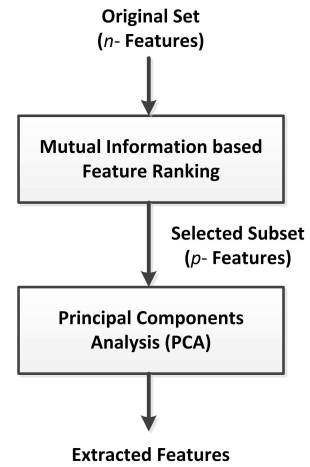 Original Set
(n- Features)
Mutual Information based
Feature Ranking
Selected Subset
(p- Features)
Principal Components
Analysis (PCA)
Extracted Features